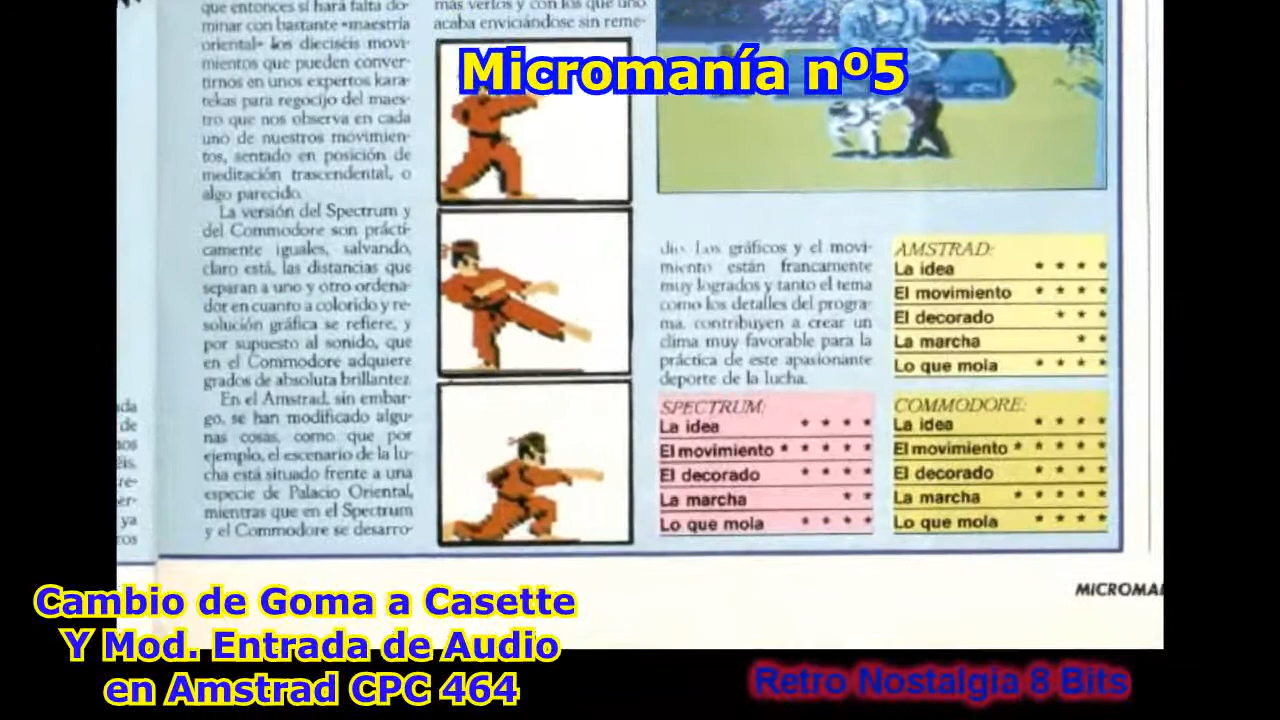 que entonces sí hará falta do-
minar con bastante «maestría
oriental» los dieciséis movi-
mientos que pueden conver-
tirnos en unos expertos kara-
tekas para regocijo del maes-
tro que nos observa en cada
uno de nuestros movimien-
tos, sentado en posición de
meditación trascendental, o
algo parecido.
La versión del Spectrum y
del Commodore son prácti-
camente iguales, salvando,
claro está, las distancias que
separan a uno y otro ordena-
dor en cuanto a colorido y re-
solución gráfica se refiere, y
por supuesto al sonido, que
en el Commodore adquiere
grados de absoluta brillantez.
En el Amstrad, sin embar-
go, se han modificado algu-
nas cosas, como que por
ejemplo, el escenario de la lu-
cha está situado frente a una
especie de Palacio Oriental,
mientras que en el Spectrum
y el Commodore se desarro-
mas verlos y con los que uno
acaba enviándose sin reme-
Micromanía nº5
dio. Los gráficos y el movi-
miento están francamente
muy logrados y tanto el tema
como los detalles del progra-
ma, contribuyen a crear un
clima muy favorable para la
práctica de este apasionante
deporte de la lucha.
AMSTRAD:
La idea * * * *
El movimiento * * * *
El decorado * * *
La marcha * *
Lo que mola * * * *
SPECTRUM:
La idea * * * *
El movimiento * * * * *
El decorado * * * *
La marcha * *
Lo que mola * * * *
COMMODORE:
La idea * * * *
El movimiento * * * * *
El decorado * * * *
La marcha * * * * *
Lo que mola * * * *
de
re-
er-
ya
MICROMA
Cambio de Goma a Casette
Y Mod. Entrada de Audio
en Amstrad CPC 464
Retro Nostalgia 8 Bits